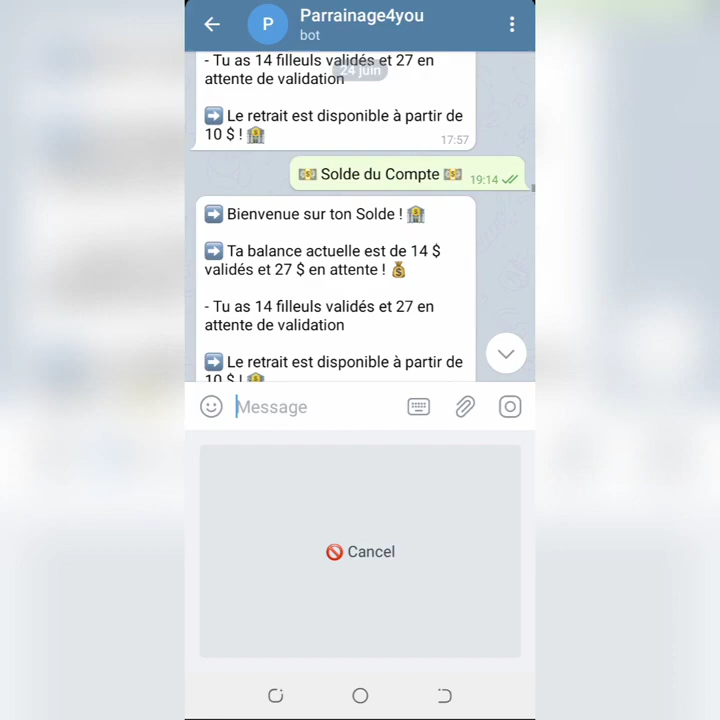 P
Parrainage4you
bot
- Tu as 14 filleuls validés et 27 en
attente de validation
24 juin
➡️ Le retrait est disponible à partir de
10 $ ! 🏦
17:57
💵 Solde du Compte 💵 19:14
➡️ Bienvenue sur ton Solde ! 🏦
➡️ Ta balance actuelle est de 14 $
validés et 27 $ en attente ! 💰
- Tu as 14 filleuls validés et 27 en
attente de validation
➡️ Le retrait est disponible à partir de
10 $ ! 🏦
Message
🚫 Cancel